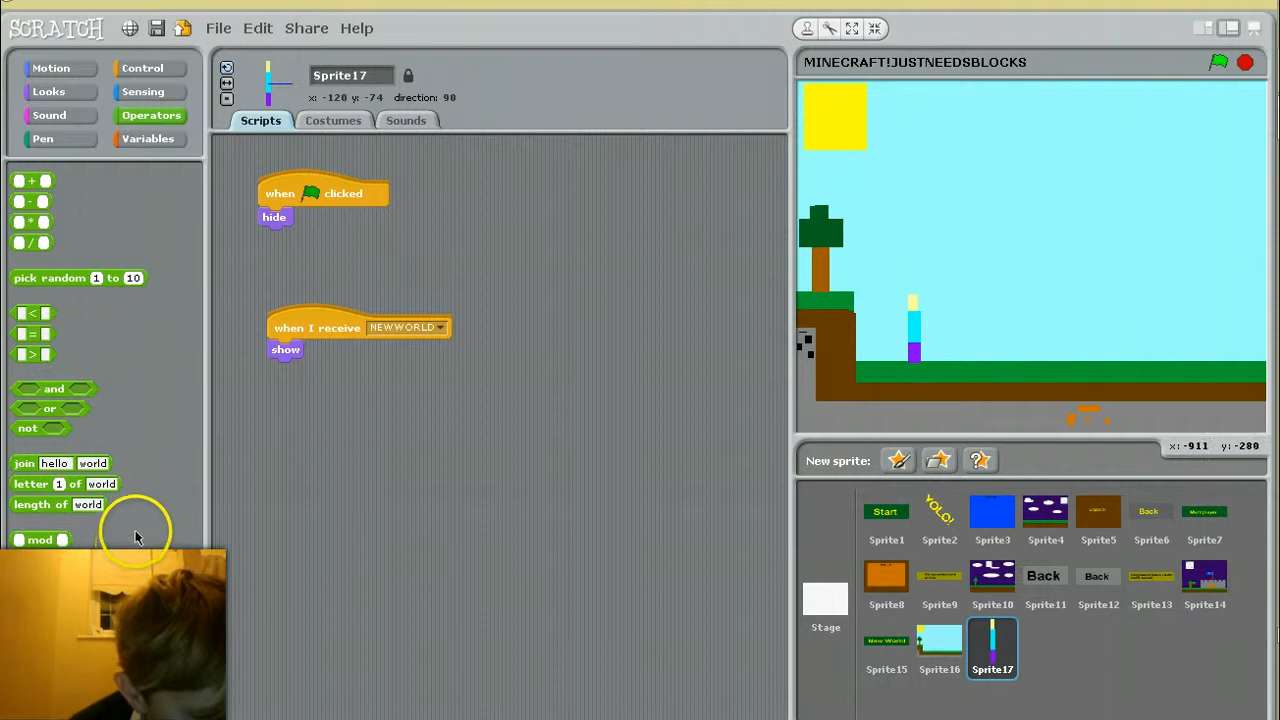 SCRATCH File Edit Share Help
Motion Control
Looks Sensing
Sound Operators
Pen Variables
Sprite17
x: -120 y: -74 direction: 90
Scripts Costumes Sounds
MINECRAFT!JUSTNEEDSBLOCKS
+
-
*
/
pick random 1 to 10
<
=
>
and
or
not
join hello world
letter 1 of world
length of world
mod
when clicked
hide
when I receive NEWWORLD
show
x: -911 y: -280
New sprite:
Stage
Start YOLO! Back
Sprite1 Sprite2 Sprite3 Sprite4 Sprite5 Sprite6 Sprite7
Back Back
Sprite8 Sprite9 Sprite10 Sprite11 Sprite12 Sprite13 Sprite14
New World
Sprite15 Sprite16 Sprite17